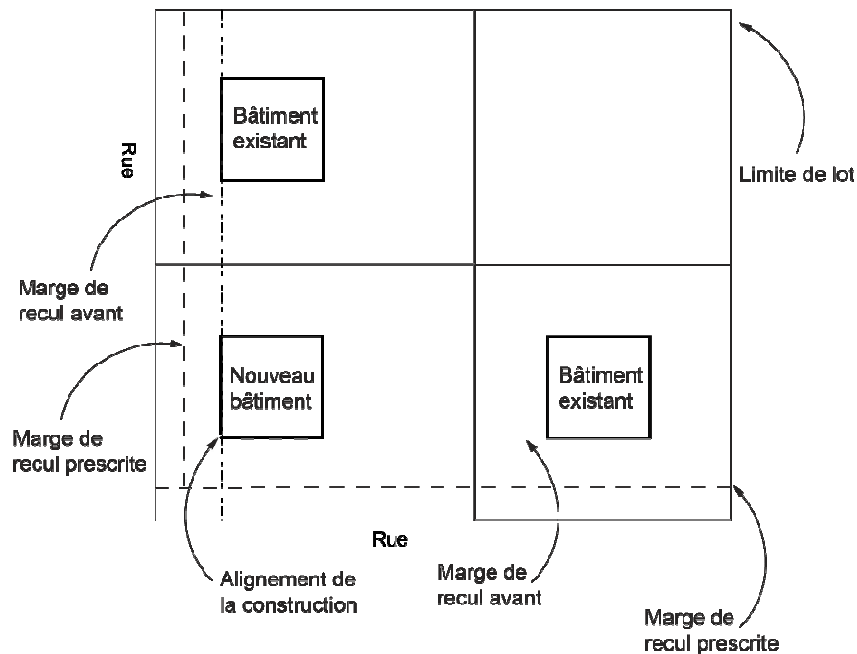 Bâtiment
existant
Rue
Limite de lot
Marge de
recul avant
Nouveau
bâtiment
Bâtiment
existant
Marge de
recul prescrite
Rue
Alignement de
la construction
Marge de
recul avant
Marge de
recul prescrite